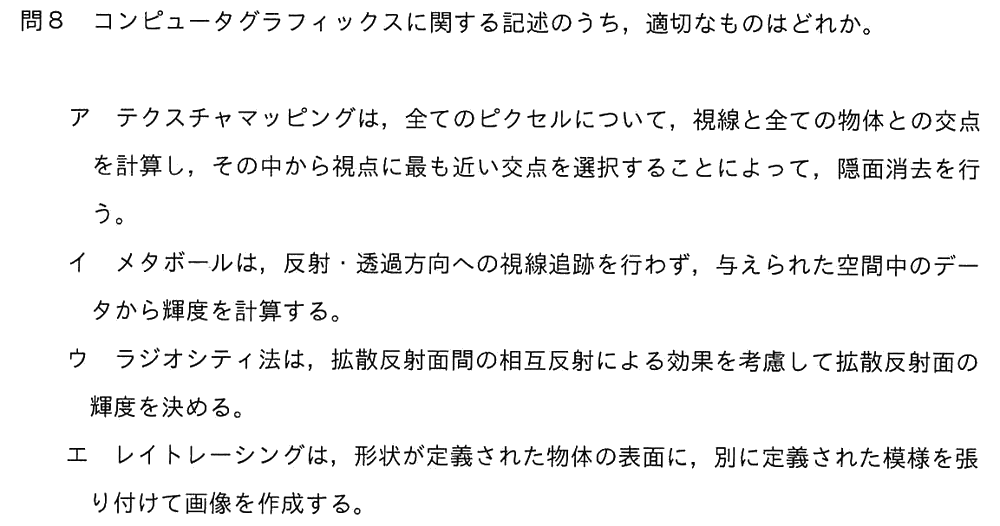 問８　コンピュータグラフィックスに関する記述のうち，適切なものはどれか。
ア　テクスチャマッピングは，全てのピクセルについて，視線と全ての物体との交点
を計算し，その中から視点に最も近い交点を選択することによって，隠面消去を行
う。
イ　メタボールは，反射・透過方向への視線追跡を行わず，与えられた空間中のデー
タから輝度を計算する。
ウ　ラジオシティ法は，拡散反射面間の相互反射による効果を考慮して拡散反射面の
輝度を決める。
エ　レイトレーシングは，形状が定義された物体の表面に，別に定義された模様を張
り付けて画像を作成する。